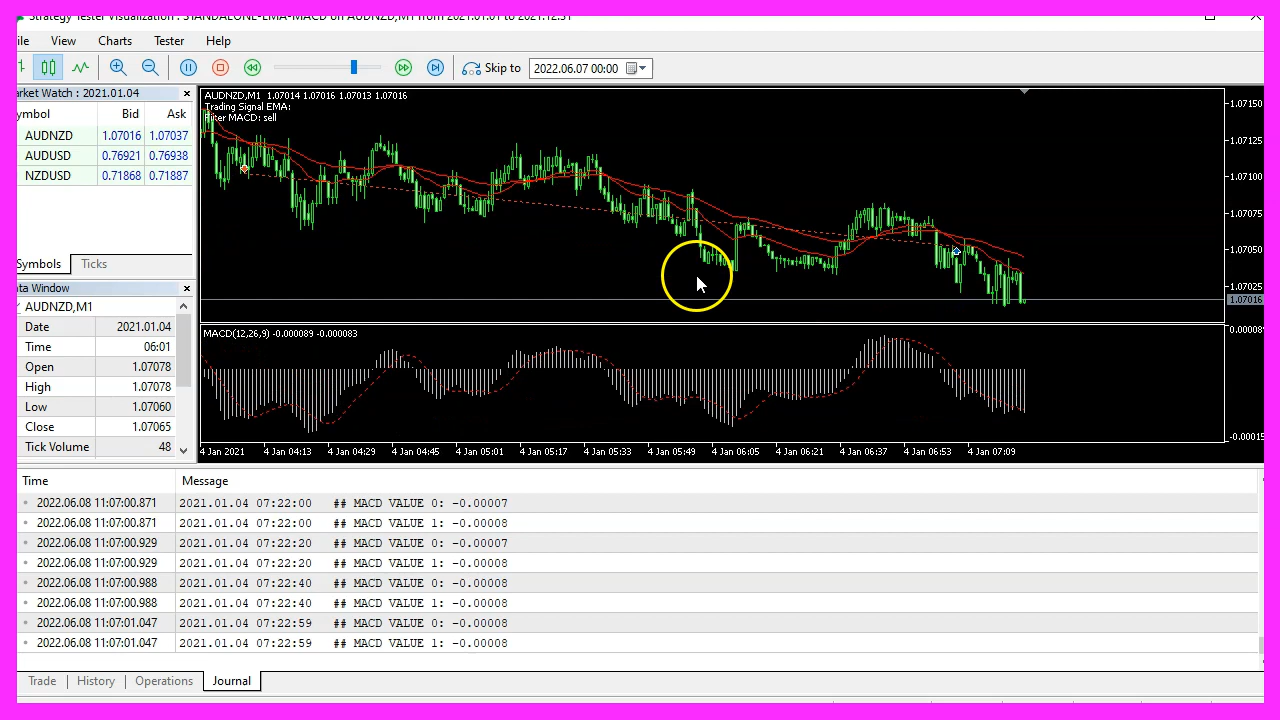 Strategy Tester Visualization : STANDALONE-EMA-MACD on AUDNZD,M1 from 2021.01.01 to 2021.12.31
ile View Charts Tester Help
Skip to 2022.06.07 00:00
arket Watch : 2021.01.04
ymbol Bid Ask
AUDNZD 1.07016 1.07037
AUDUSD 0.76921 0.76938
NZDUSD 0.71868 0.71887
Symbols Ticks
ata Window
AUDNZD,M1
Date 2021.01.04
Time 06:01
Open 1.07078
High 1.07078
Low 1.07060
Close 1.07065
Tick Volume 48
AUDNZD,M1 1.07014 1.07016 1.07013 1.07016
Trading Signal EMA:
Filter MACD: sell
1.07150
1.07125
1.07100
1.07075
1.07050
1.07025
1.07016
MACD(12,26,9) -0.000089 -0.000083
0.000089
-0.00015
4 Jan 2021 4 Jan 04:13 4 Jan 04:29 4 Jan 04:45 4 Jan 05:01 4 Jan 05:17 4 Jan 05:33 4 Jan 05:49 4 Jan 06:05 4 Jan 06:21 4 Jan 06:37 4 Jan 06:53 4 Jan 07:09
Time Message
2022.06.08 11:07:00.871 2021.01.04 07:22:00 ## MACD VALUE 0: -0.00007
2022.06.08 11:07:00.871 2021.01.04 07:22:00 ## MACD VALUE 1: -0.00008
2022.06.08 11:07:00.929 2021.01.04 07:22:20 ## MACD VALUE 0: -0.00007
2022.06.08 11:07:00.929 2021.01.04 07:22:20 ## MACD VALUE 1: -0.00008
2022.06.08 11:07:00.988 2021.01.04 07:22:40 ## MACD VALUE 0: -0.00008
2022.06.08 11:07:00.988 2021.01.04 07:22:40 ## MACD VALUE 1: -0.00008
2022.06.08 11:07:01.047 2021.01.04 07:22:59 ## MACD VALUE 0: -0.00008
2022.06.08 11:07:01.047 2021.01.04 07:22:59 ## MACD VALUE 1: -0.00008
Trade History Operations Journal